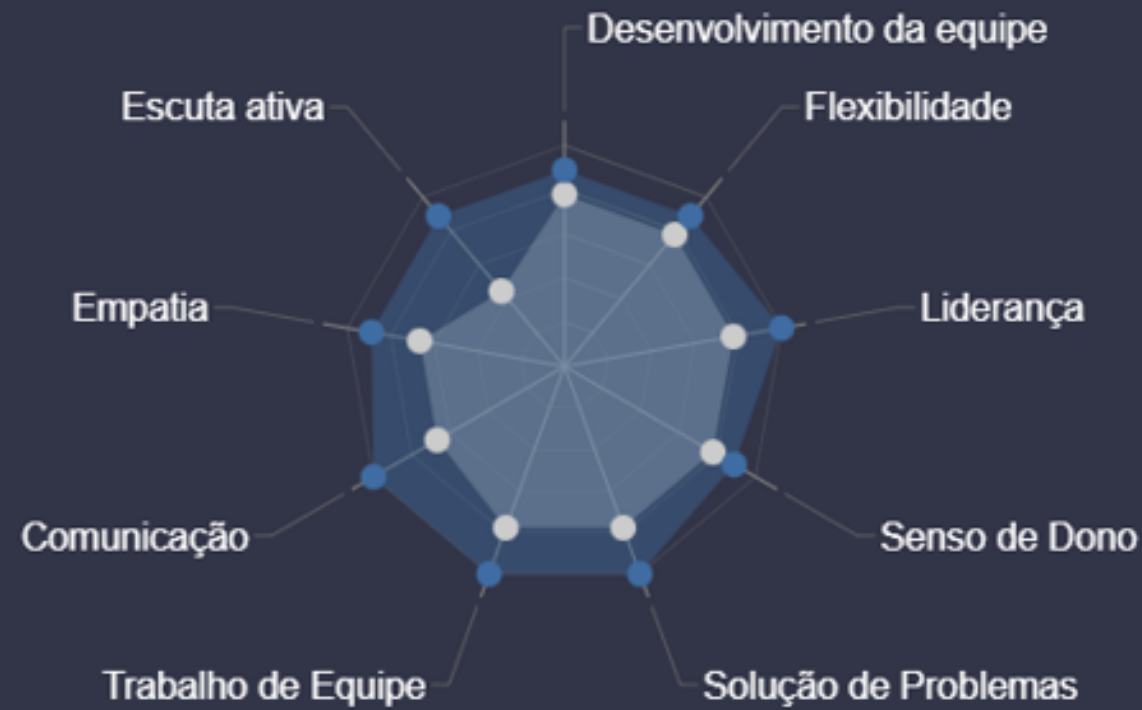 Desenvolvimento da equipe
Escuta ativa
Flexibilidade
Empatia
Liderança
Comunicação
Senso de Dono
Trabalho de Equipe
Solução de Problemas